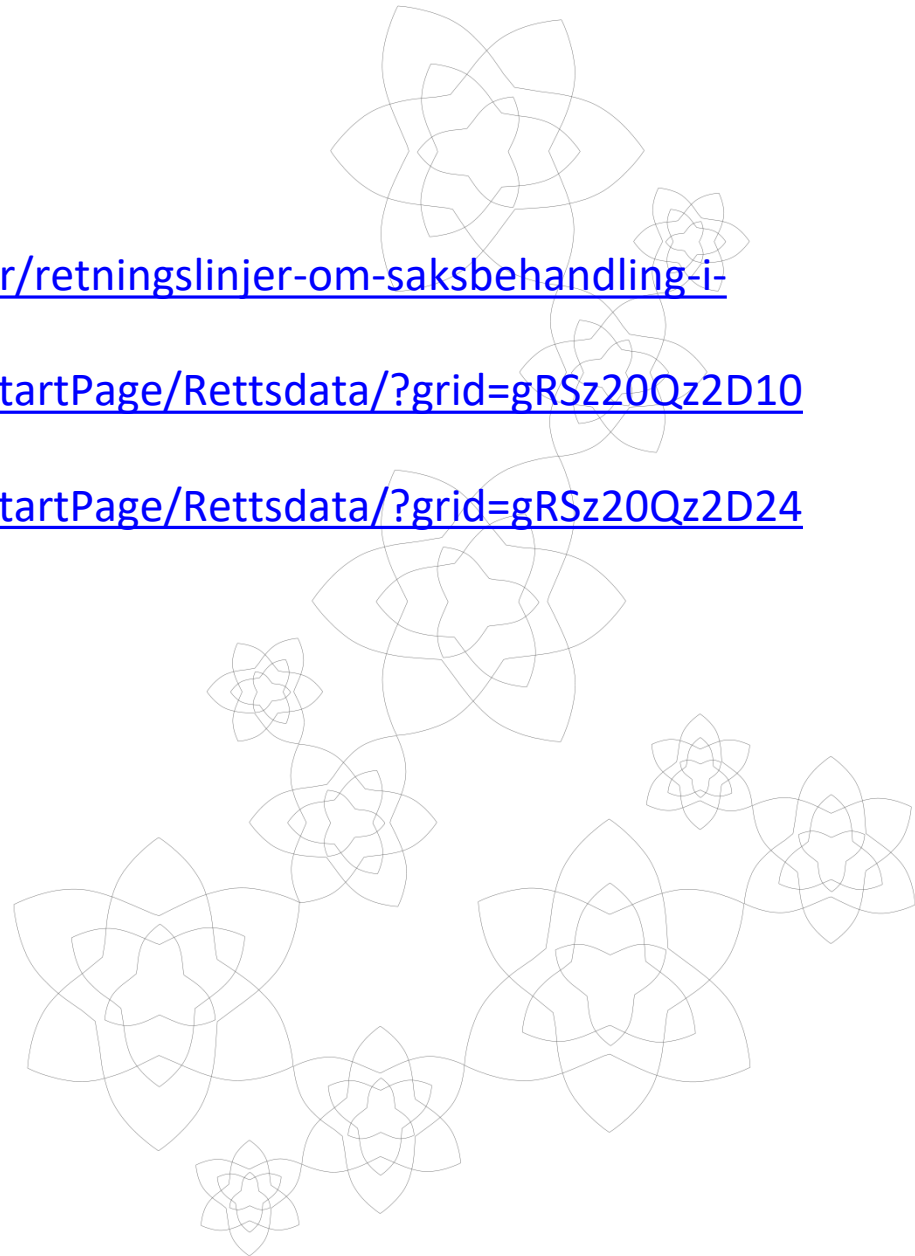 r/retningslinjer-om-saksbehandling-i-
tartPage/Rettsdata/?grid=gRSz20Qz2D10
tartPage/Rettsdata/?grid=gRSz20Qz2D24